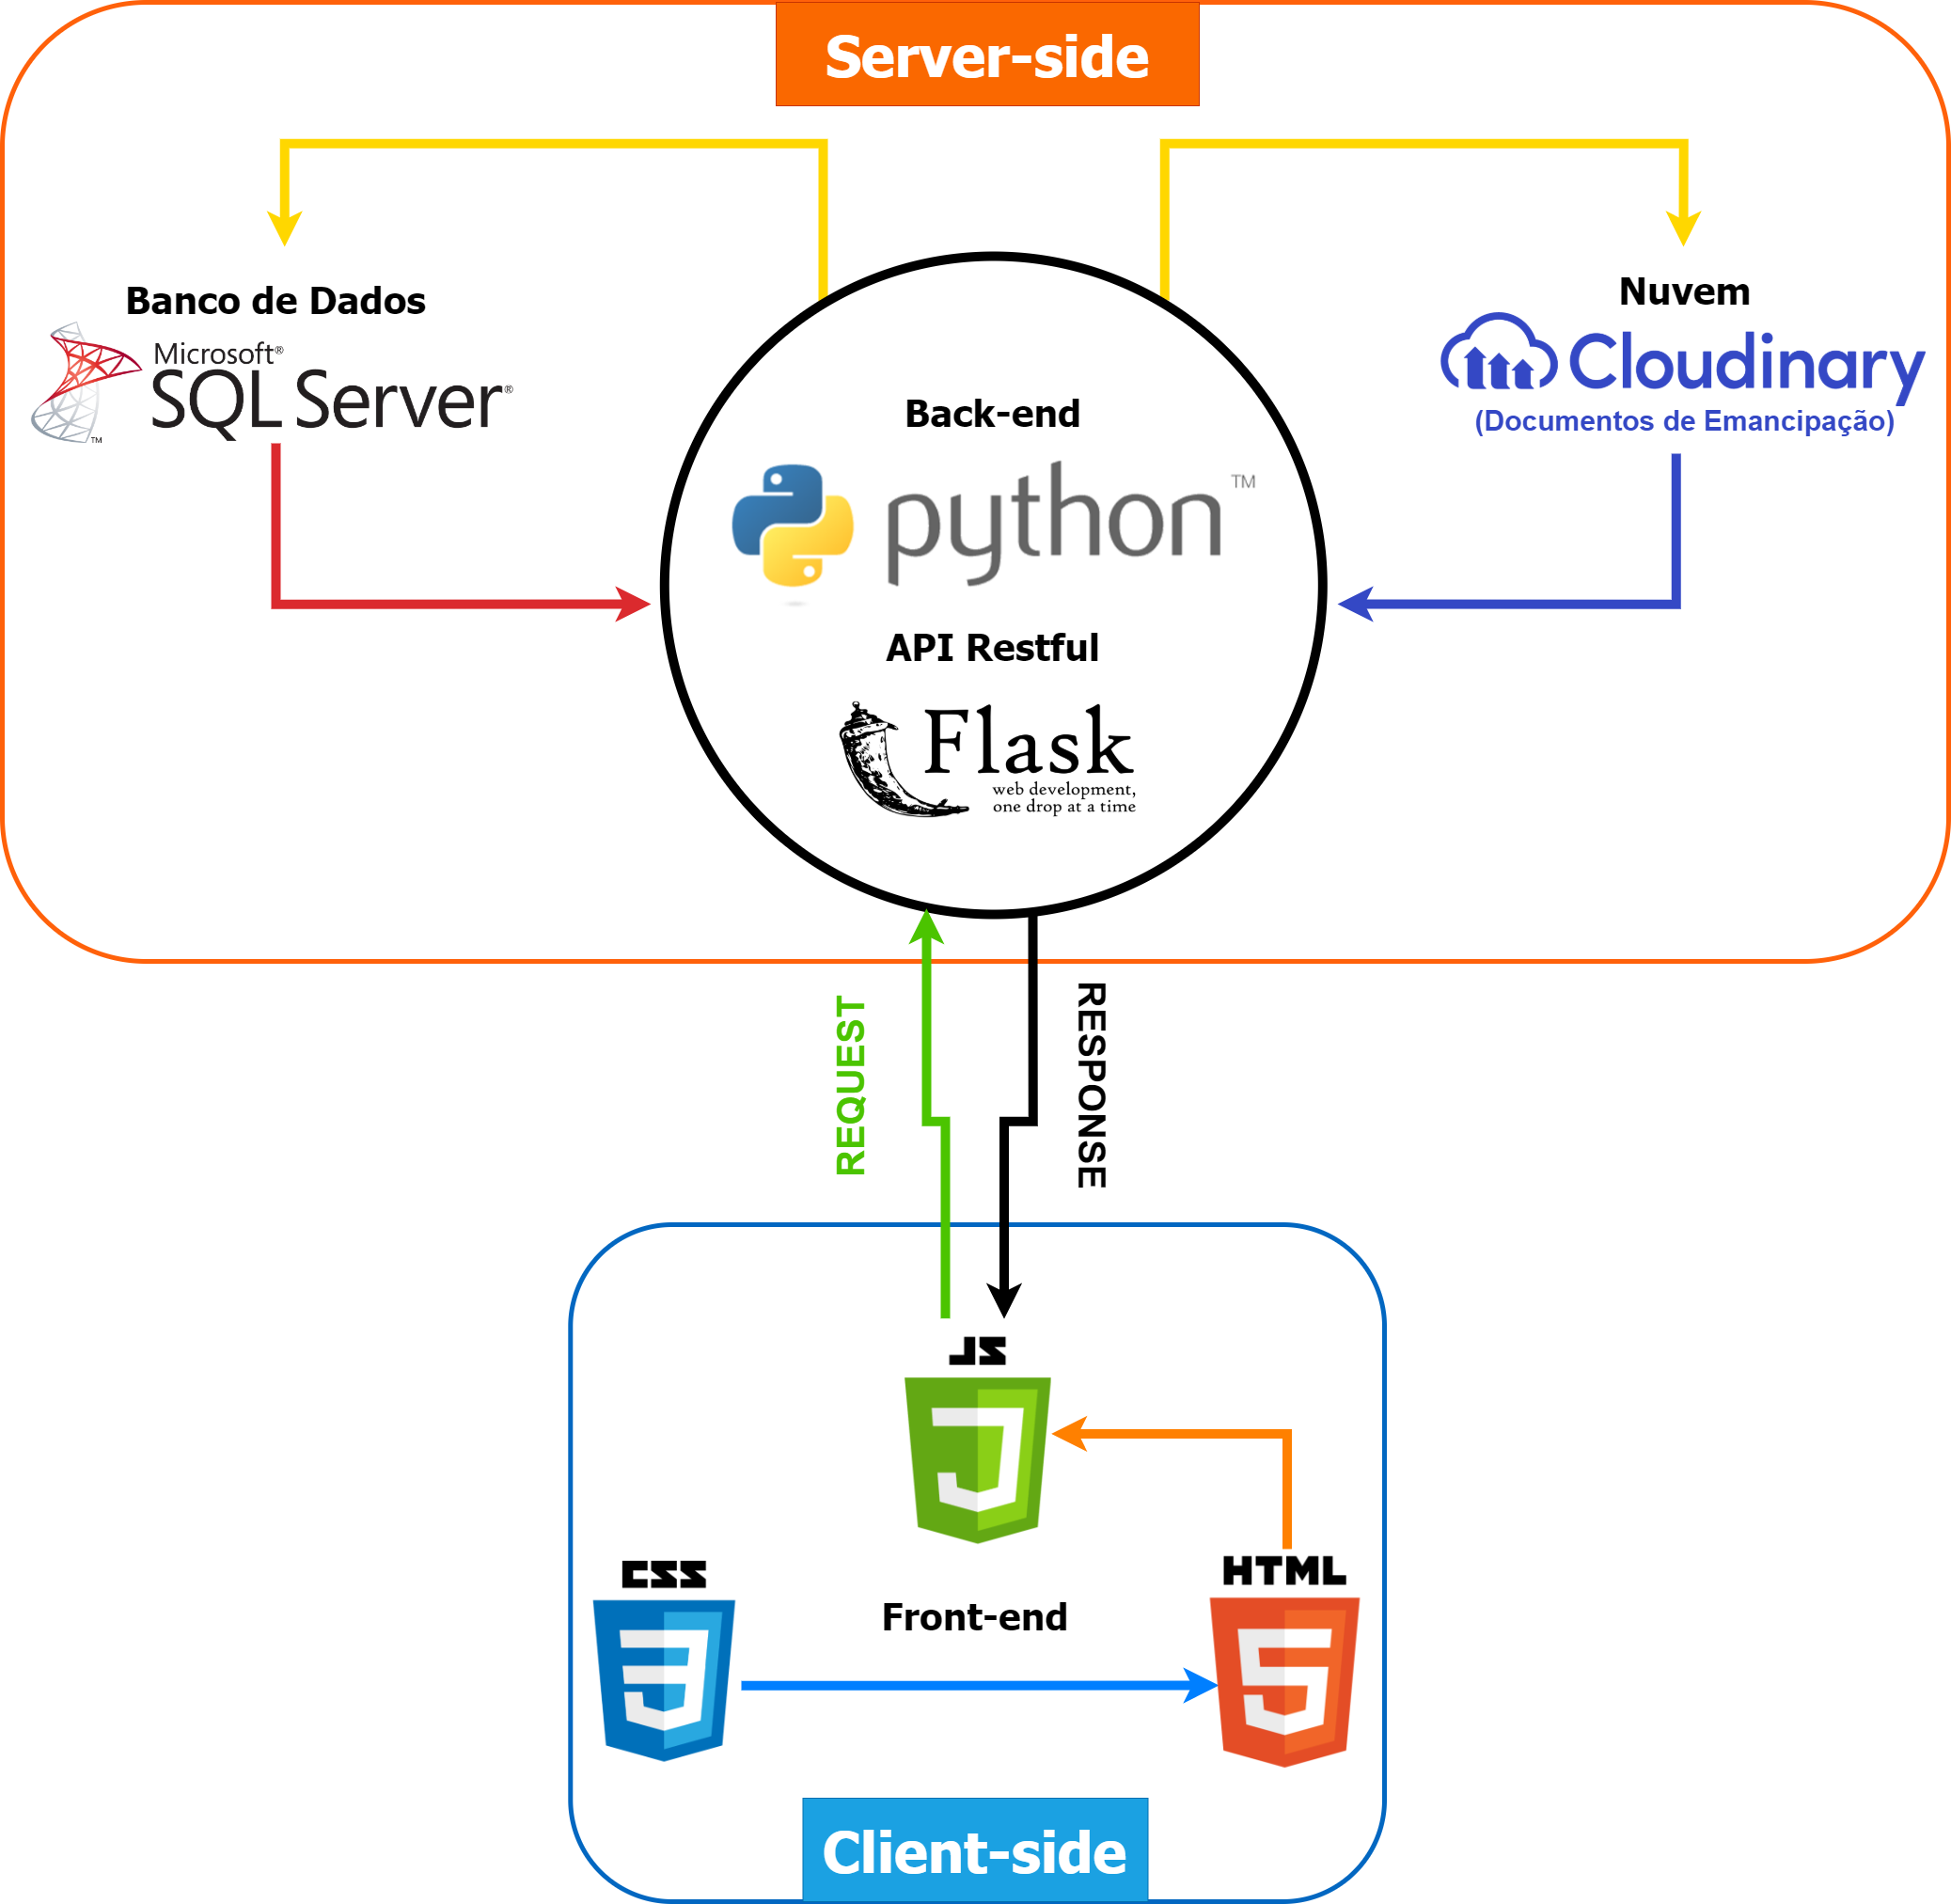 Server-side
Banco de Dados
Microsoft®
SQL Server®
™
Nuvem
Cloudinary
(Documentos de Emancipação)
Back-end
python™
API Restful
Flask
web development,
one drop at a time
REQUEST
RESPONSE
JS
CSS
Front-end
HTML
Client-side